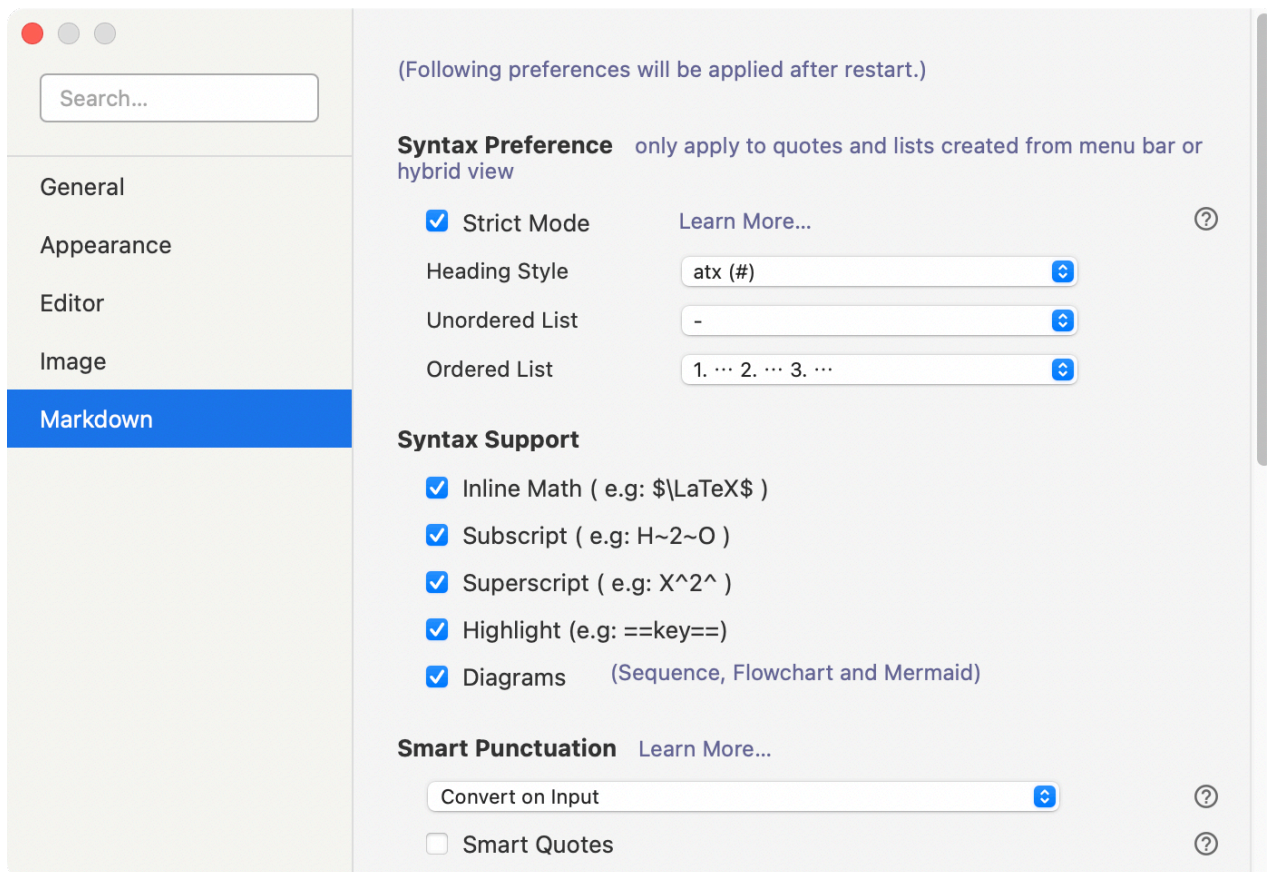 Search...
General
Appearance
Editor
Image
Markdown
(Following preferences will be applied after restart.)
Syntax Preference only apply to quotes and lists created from menu bar or
hybrid view
Strict Mode Learn More...
Heading Style atx (#)
Unordered List -
Ordered List 1. ··· 2. ··· 3. ···
Syntax Support
Inline Math ( e.g: $\LaTeX$ )
Subscript ( e.g: H~2~O )
Superscript ( e.g: X^2^ )
Highlight (e.g: ==key==)
Diagrams (Sequence, Flowchart and Mermaid)
Smart Punctuation Learn More...
Convert on Input
Smart Quotes